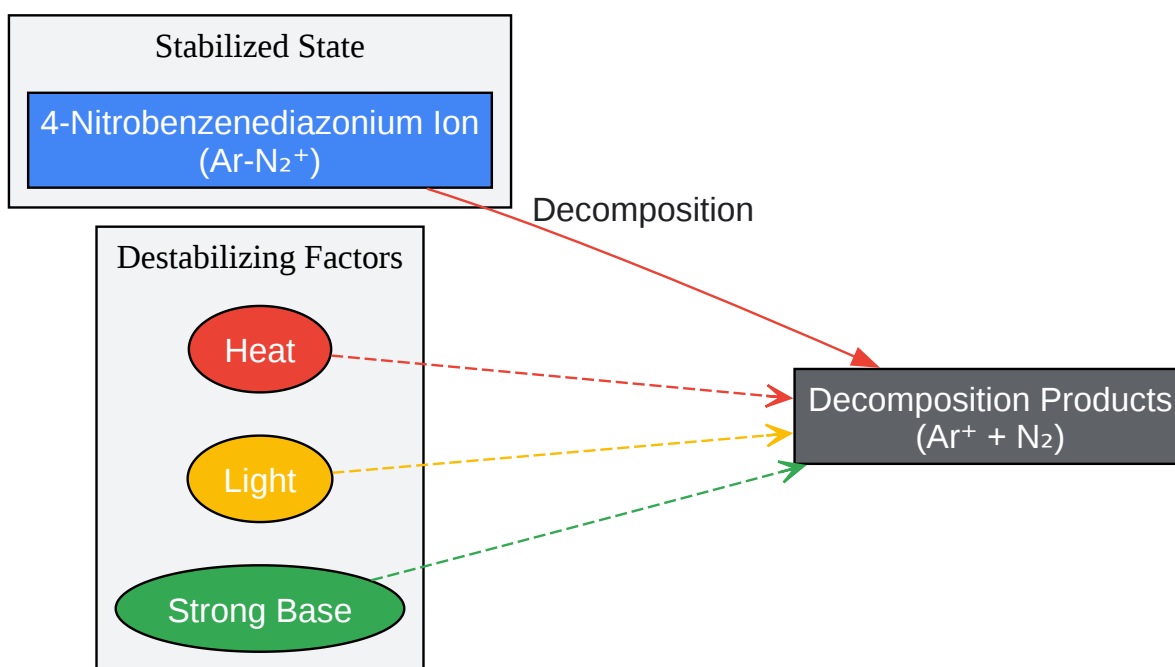 Stabilized State
4-Nitrobenzenediazonium Ion
(Ar-N₂⁺)
Decomposition
Destabilizing Factors
Heat
Light
Strong Base
Decomposition Products
(Ar⁺ + N₂)